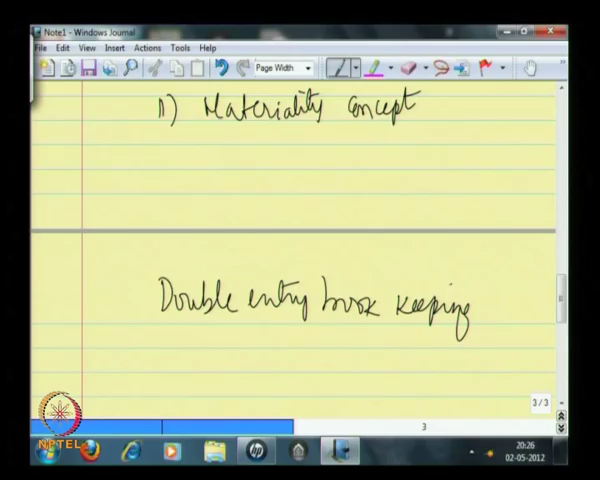 Note1 - Windows Journal
File Edit View Insert Actions Tools Help
Page Width
11) Materiality Concept
Double entry book keeping
3/3
3
NPTEL
20:26
02-05-2012